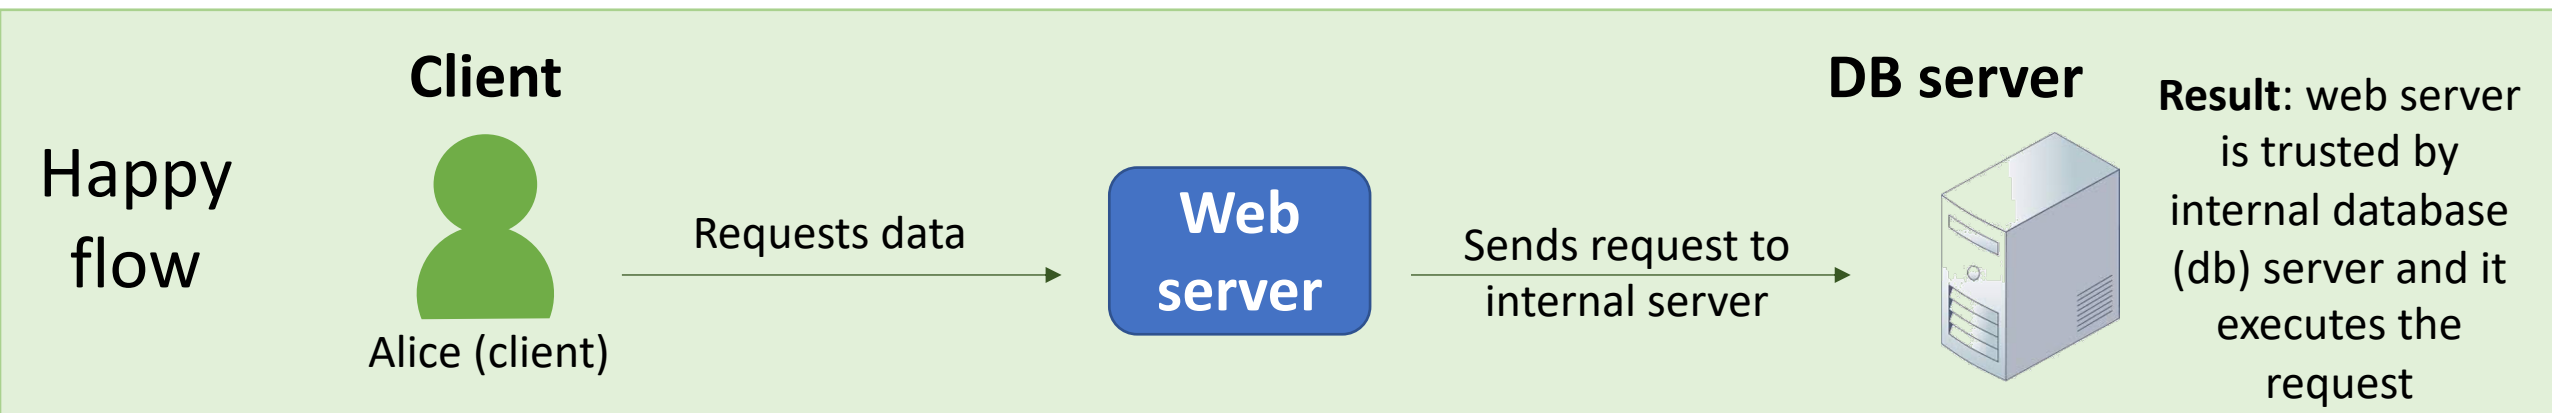 Happy
flow
Client
Alice (client)
Requests data
Web
server
Sends request to
internal server
DB server
Result: web server
is trusted by
internal database
(db) server and it
executes the
request